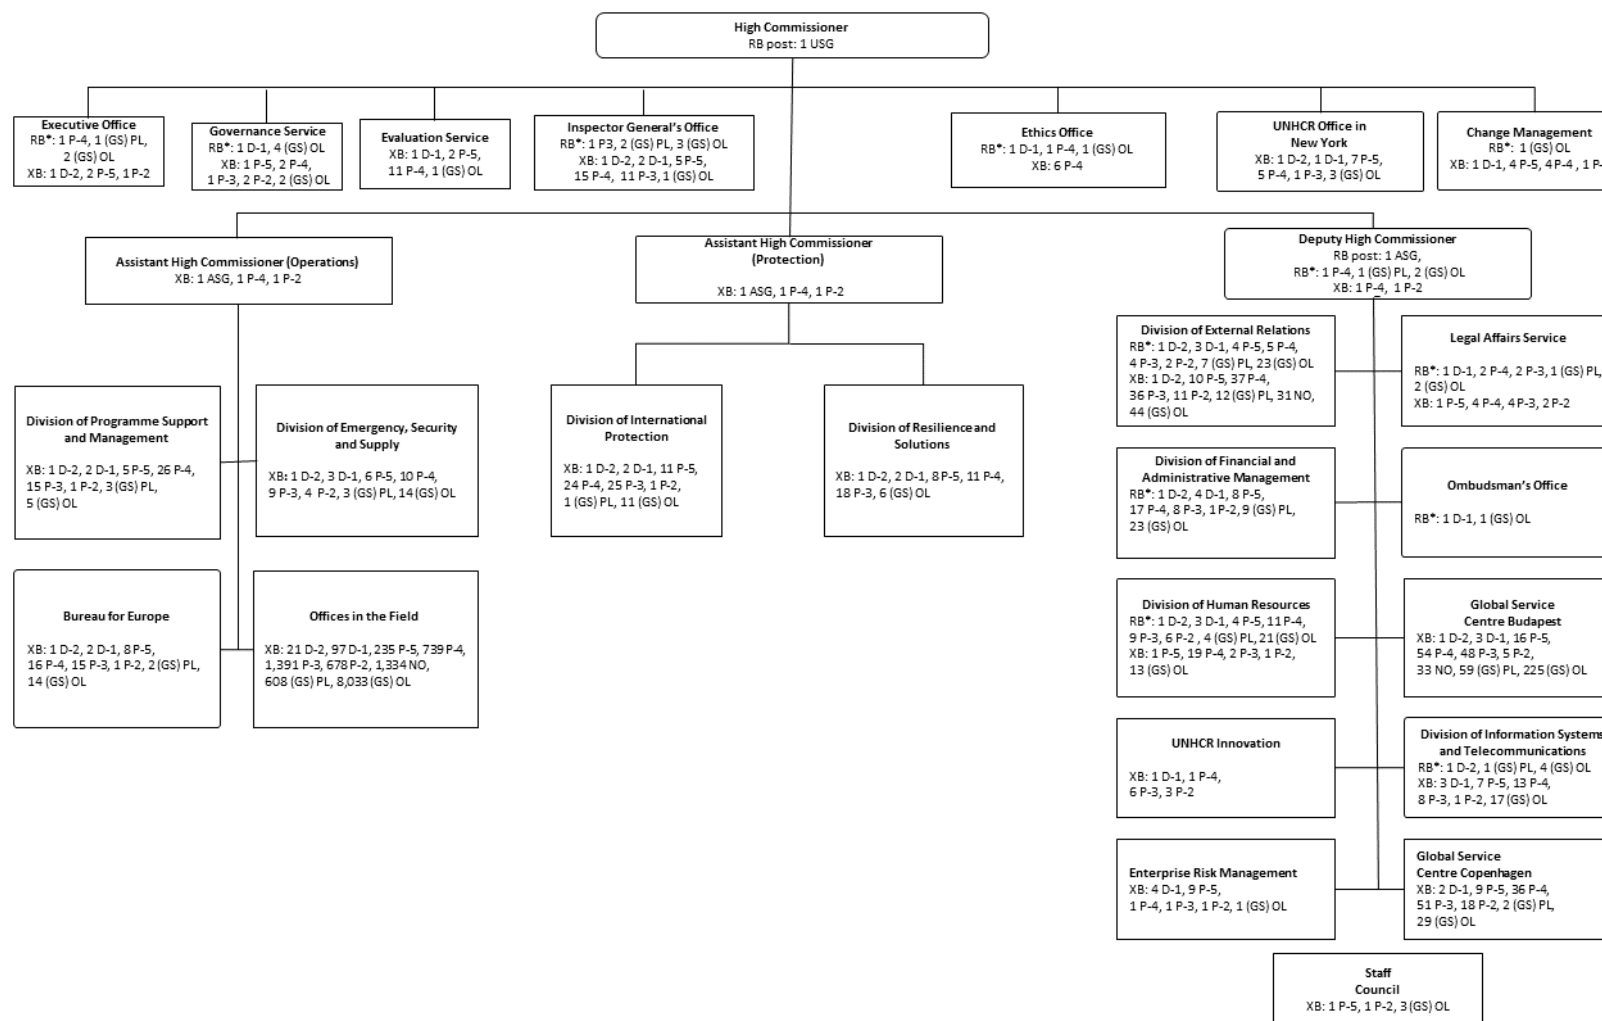 High Commissioner
RB post: 1 USG
Executive Office
RB*: 1 P-4, 1 (GS) PL,
2 (GS) OL
XB: 1 D-2, 2 P-5, 1 P-2
Governance Service
RB*: 1 D-1, 4 (GS) OL
XB: 1 P-5, 2 P-4,
1 P-3, 2 P-2, 2 (GS) OL
Evaluation Service
XB: 1 D-1, 2 P-5,
11 P-4, 1 (GS) OL
Inspector General's Office
RB*: 1 P3, 2 (GS) PL, 3 (GS) OL
XB: 1 D-2, 2 D-1, 5 P-5,
15 P-4, 11 P-3, 1 (GS) OL
Ethics Office
RB*: 1 D-1, 1 P-4, 1 (GS) OL
XB: 6 P-4
UNHCR Office in
New York
XB: 1 D-2, 1 D-1, 7 P-5,
5 P-4, 1 P-3, 3 (GS) OL
Change Management
RB*: 1 (GS) OL
XB: 1 D-1, 4 P-5, 4 P-4, 1 P-
Assistant High Commissioner (Operations)
XB: 1 ASG, 1 P-4, 1 P-2
Assistant High Commissioner
(Protection)
XB: 1 ASG, 1 P-4, 1 P-2
Deputy High Commissioner
RB post: 1 ASG,
RB*: 1 P-4, 1 (GS) PL, 2 (GS) OL
XB: 1 P-4, 1 P-2
Division of Programme Support
and Management
XB: 1 D-2, 2 D-1, 5 P-5, 26 P-4,
15 P-3, 1 P-2, 3 (GS) PL,
5 (GS) OL
Division of Emergency, Security
and Supply
XB: 1 D-2, 3 D-1, 6 P-5, 10 P-4,
9 P-3, 4 P-2, 3 (GS) PL, 14 (GS) OL
Bureau for Europe
XB: 1 D-2, 2 D-1, 8 P-5,
16 P-4, 15 P-3, 1 P-2, 2 (GS) PL,
14 (GS) OL
Offices in the Field
XB: 21 D-2, 97 D-1, 235 P-5, 739 P-4,
1,391 P-3, 678 P-2, 1,334 NO,
608 (GS) PL, 8,033 (GS) OL
Division of International
Protection
XB: 1 D-2, 2 D-1, 11 P-5,
24 P-4, 25 P-3, 1 P-2,
1 (GS) PL, 11 (GS) OL
Division of Resilience and
Solutions
XB: 1 D-2, 2 D-1, 8 P-5, 11 P-4,
18 P-3, 6 (GS) OL
Division of External Relations
RB*: 1 D-2, 3 D-1, 4 P-5, 5 P-4,
4 P-3, 2 P-2, 7 (GS) PL, 23 (GS) OL
XB: 1 D-2, 10 P-5, 37 P-4,
36 P-3, 11 P-2, 12 (GS) PL, 31 NO,
44 (GS) OL
Legal Affairs Service
RB*: 1 D-1, 2 P-4, 2 P-3, 1 (GS) PL,
2 (GS) OL
XB: 1 P-5, 4 P-4, 4 P-3, 2 P-2
Division of Financial and
Administrative Management
RB*: 1 D-2, 4 D-1, 8 P-5,
17 P-4, 8 P-3, 1 P-2, 9 (GS) PL,
23 (GS) OL
Ombudsman's Office
RB*: 1 D-1, 1 (GS) OL
Division of Human Resources
RB*: 1 D-2, 3 D-1, 4 P-5, 11 P-4,
9 P-3, 6 P-2 , 4 (GS) PL, 21 (GS) OL
XB: 1 P-5, 19 P-4, 2 P-3, 1 P-2,
13 (GS) OL
Global Service
Centre Budapest
XB: 1 D-2, 3 D-1, 16 P-5,
54 P-4, 48 P-3, 5 P-2,
33 NO, 59 (GS) PL, 225 (GS) OL
UNHCR Innovation
XB: 1 D-1, 1 P-4,
6 P-3, 3 P-2
Division of Information Systems
and Telecommunications
RB*: 1 D-2, 1 (GS) PL, 4 (GS) OL
XB: 3 D-1, 7 P-5, 13 P-4,
8 P-3, 1 P-2, 17 (GS) OL
Enterprise Risk Management
XB: 4 D-1, 9 P-5,
1 P-4, 1 P-3, 1 P-2, 1 (GS) OL
Global Service
Centre Copenhagen
XB: 2 D-1, 9 P-5, 36 P-4,
51 P-3, 18 P-2, 2 (GS) PL,
29 (GS) OL
Staff
Council
XB: 1 P-5, 1 P-2, 3 (GS) OL